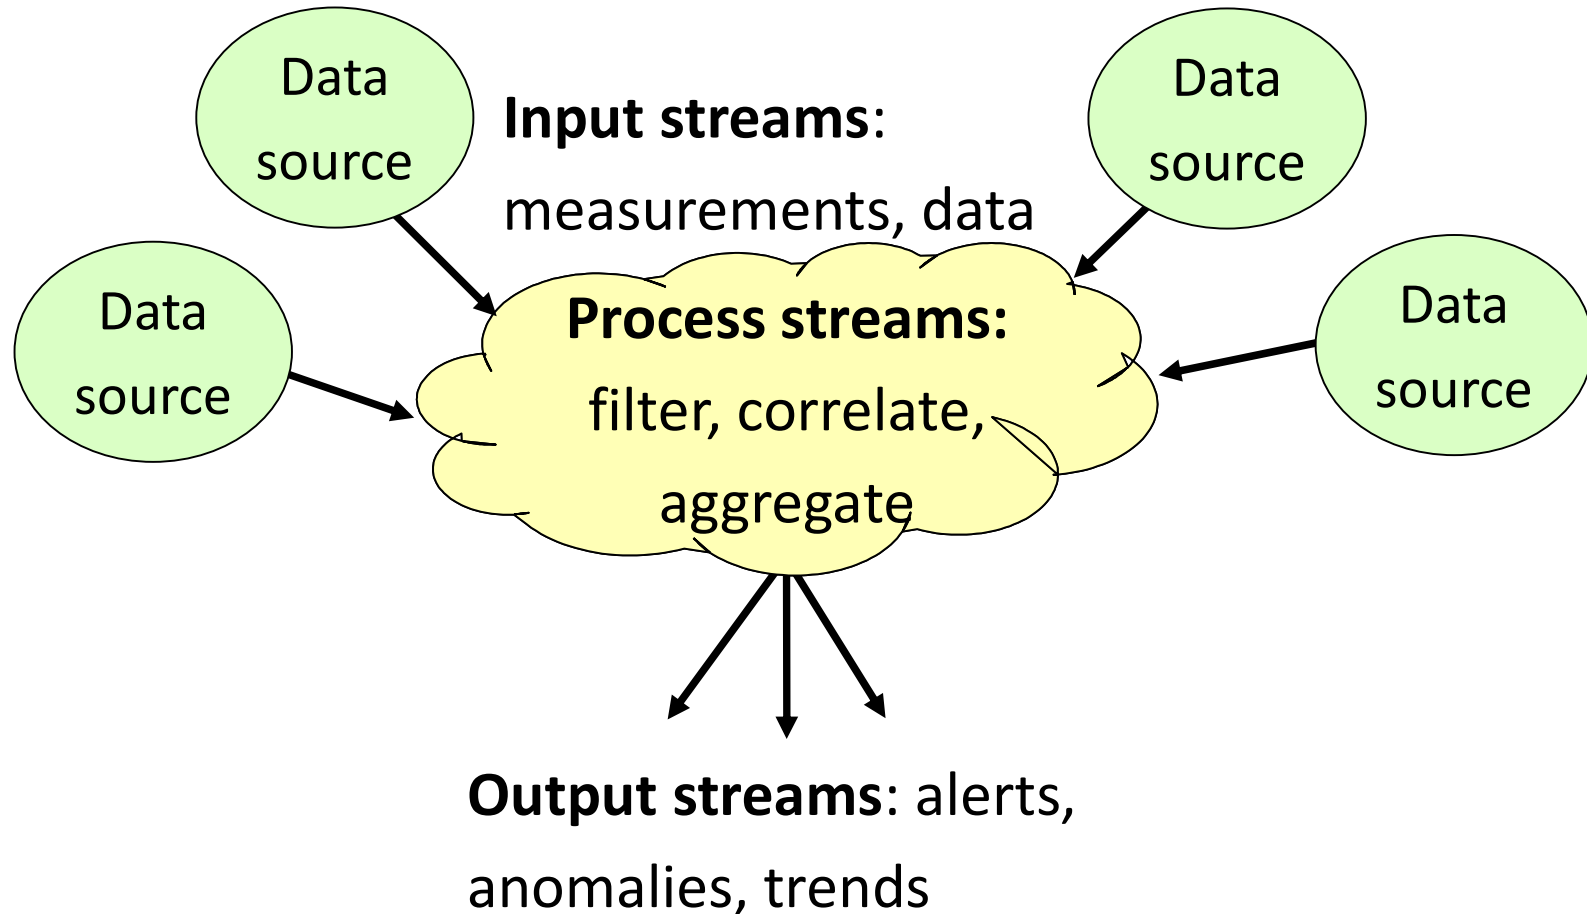 Data
source
Data
source
Input streams:
measurements, data
Data
source
Data
source
Process streams:
filter, correlate,
aggregate
Output streams: alerts,
anomalies, trends